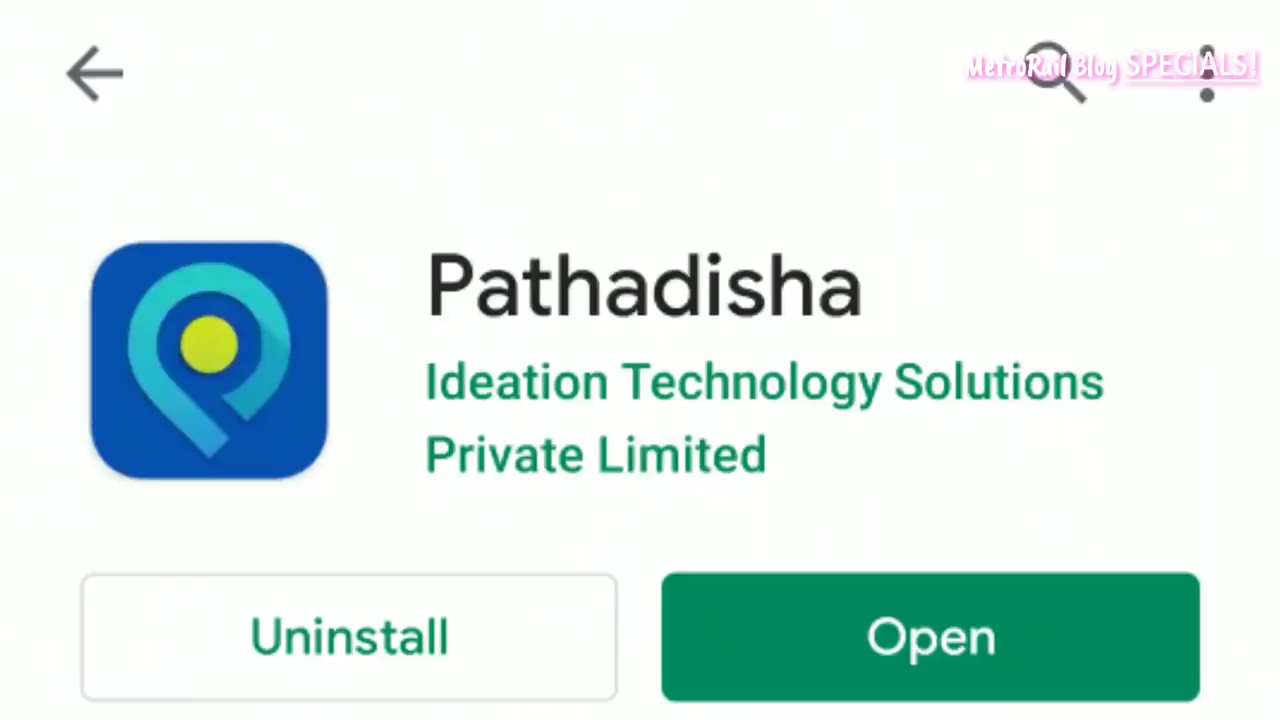 MetroRail Blog SPECIALS!
Pathadisha
Ideation Technology Solutions
Private Limited
Uninstall
Open